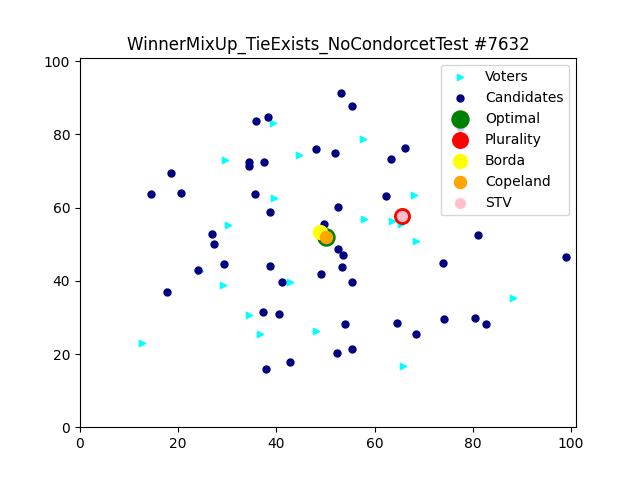 WinnerMixUp_TieExists_NoCondorcetTest #7632
100
80
60
40
20
0
0
20
40
60
80
100
Voters
Candidates
Optimal
Plurality
Borda
Copeland
STV